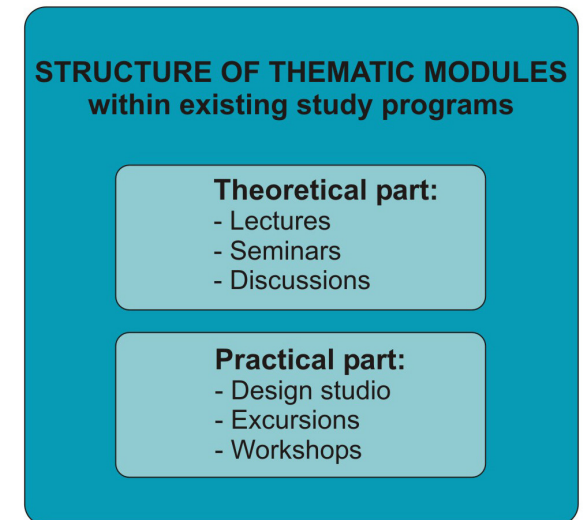 STRUCTURE OF THEMATIC MODULES
within existing study programs
Theoretical part:
- Lectures
- Seminars
- Discussions
Practical part:
- Design studio
- Excursions
- Workshops